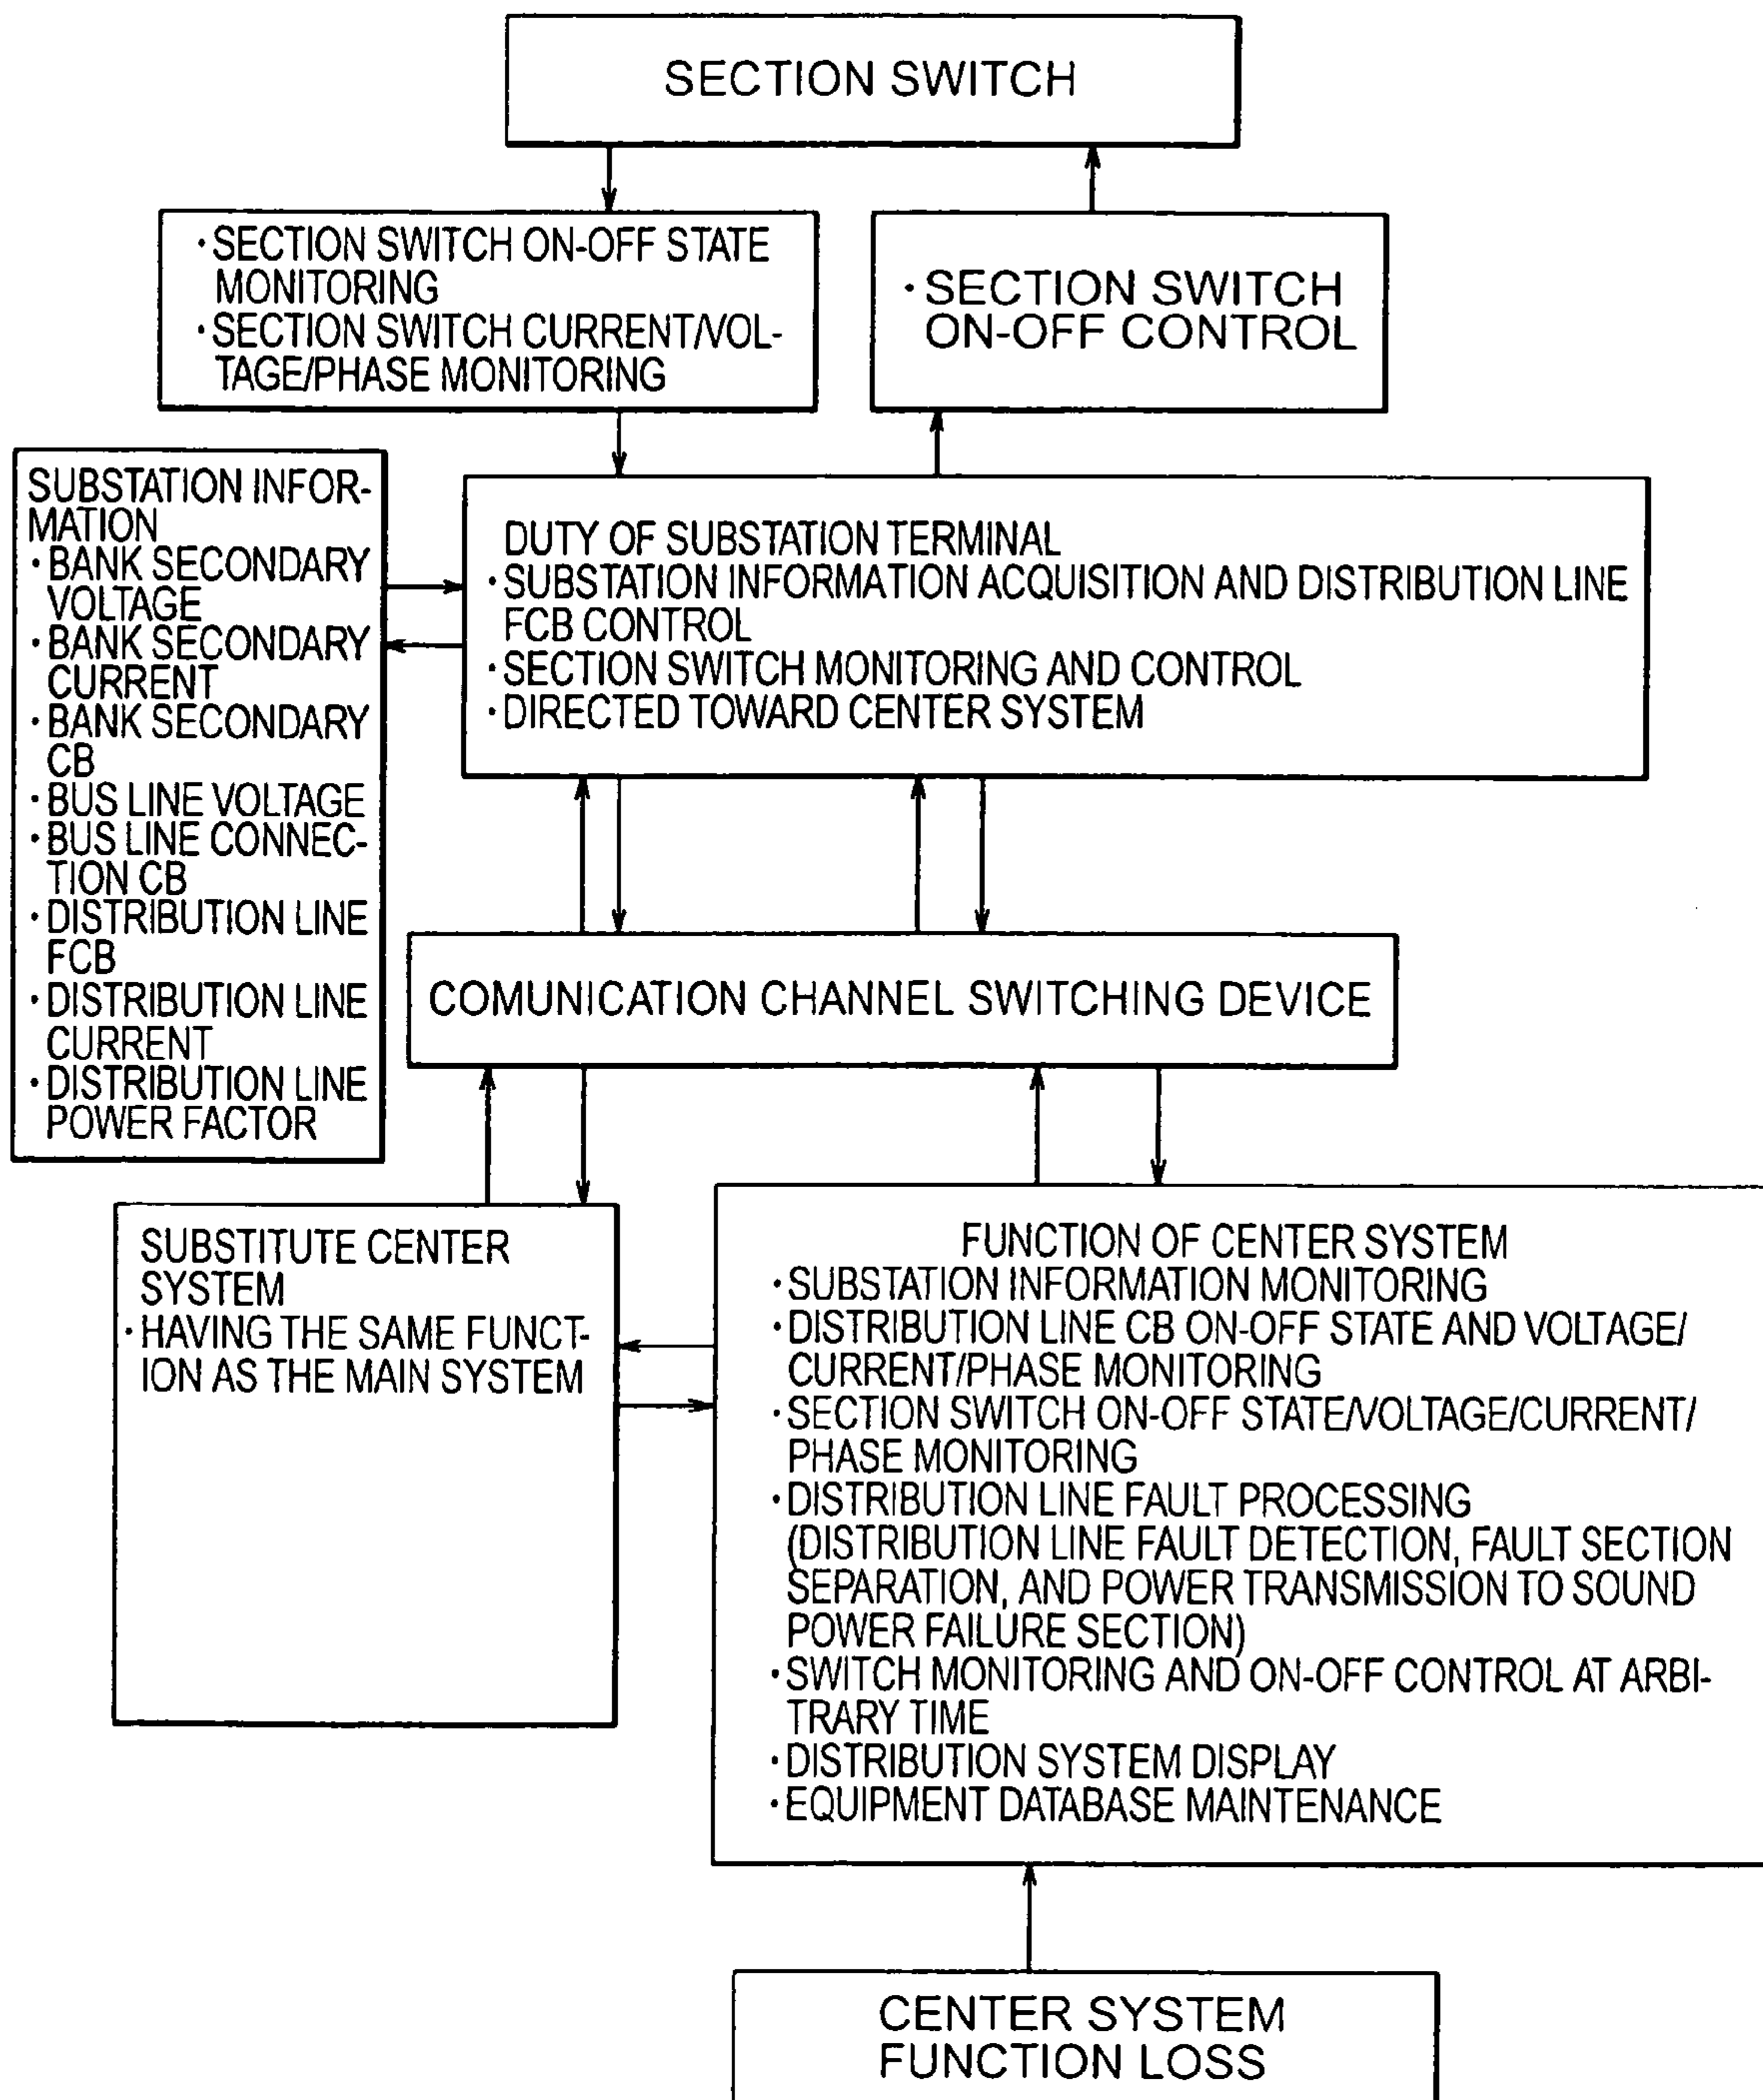 SECTION SWITCH
·SECTION SWITCH ON-OFF STATE
MONITORING
·SECTION SWITCH CURRENT/VOL-
TAGE/PHASE MONITORING
·SECTION SWITCH
ON-OFF CONTROL
SUBSTATION INFOR-
MATION
·BANK SECONDARY
VOLTAGE
·BANK SECONDARY
CURRENT
·BANK SECONDARY
CB
·BUS LINE VOLTAGE
·BUS LINE CONNEC-
TION CB
·DISTRIBUTION LINE
FCB
·DISTRIBUTION LINE
CURRENT
·DISTRIBUTION LINE
POWER FACTOR
DUTY OF SUBSTATION TERMINAL
·SUBSTATION INFORMATION ACQUISITION AND DISTRIBUTION LINE
FCB CONTROL
·SECTION SWITCH MONITORING AND CONTROL
·DIRECTED TOWARD CENTER SYSTEM
COMUNICATION CHANNEL SWITCHING DEVICE
SUBSTITUTE CENTER
SYSTEM
·HAVING THE SAME FUNCT-
ION AS THE MAIN SYSTEM
FUNCTION OF CENTER SYSTEM
·SUBSTATION INFORMATION MONITORING
·DISTRIBUTION LINE CB ON-OFF STATE AND VOLTAGE/
CURRENT/PHASE MONITORING
·SECTION SWITCH ON-OFF STATE/VOLTAGE/CURRENT/
PHASE MONITORING
·DISTRIBUTION LINE FAULT PROCESSING
(DISTRIBUTION LINE FAULT DETECTION, FAULT SECTION
SEPARATION, AND POWER TRANSMISSION TO SOUND
POWER FAILURE SECTION)
·SWITCH MONITORING AND ON-OFF CONTROL AT ARBI-
TRARY TIME
·DISTRIBUTION SYSTEM DISPLAY
·EQUIPMENT DATABASE MAINTENANCE
CENTER SYSTEM
FUNCTION LOSS